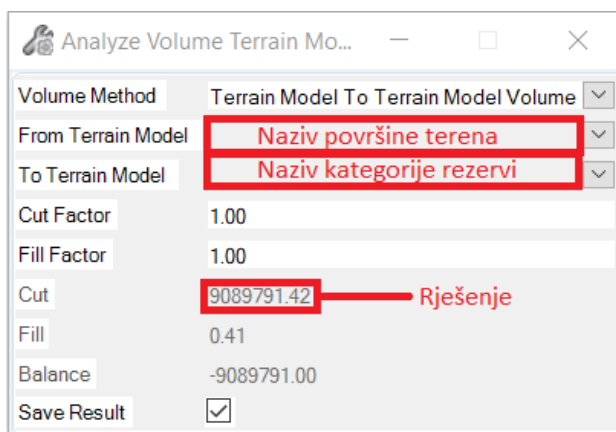 Analyze Volume Terrain Mo...
Volume Method Terrain Model To Terrain Model Volume
From Terrain Model Naziv površine terena
To Terrain Model Naziv kategorije rezervi
Cut Factor 1.00
Fill Factor 1.00
Cut 9089791.42 Rješenje
Fill 0.41
Balance -9089791.00
Save Result